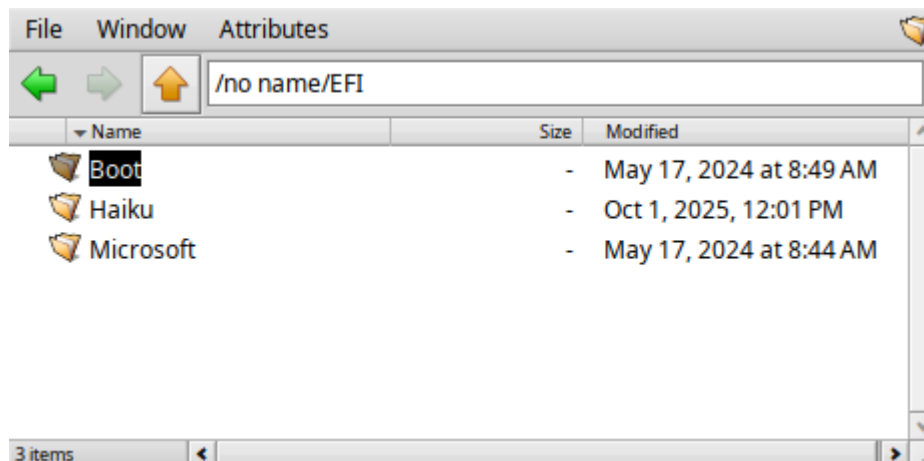 File Window Attributes
/no name/EFI
Name Size Modified
Boot - May 17, 2024 at 8:49 AM
Haiku - Oct 1, 2025, 12:01 PM
Microsoft - May 17, 2024 at 8:44 AM
3 items